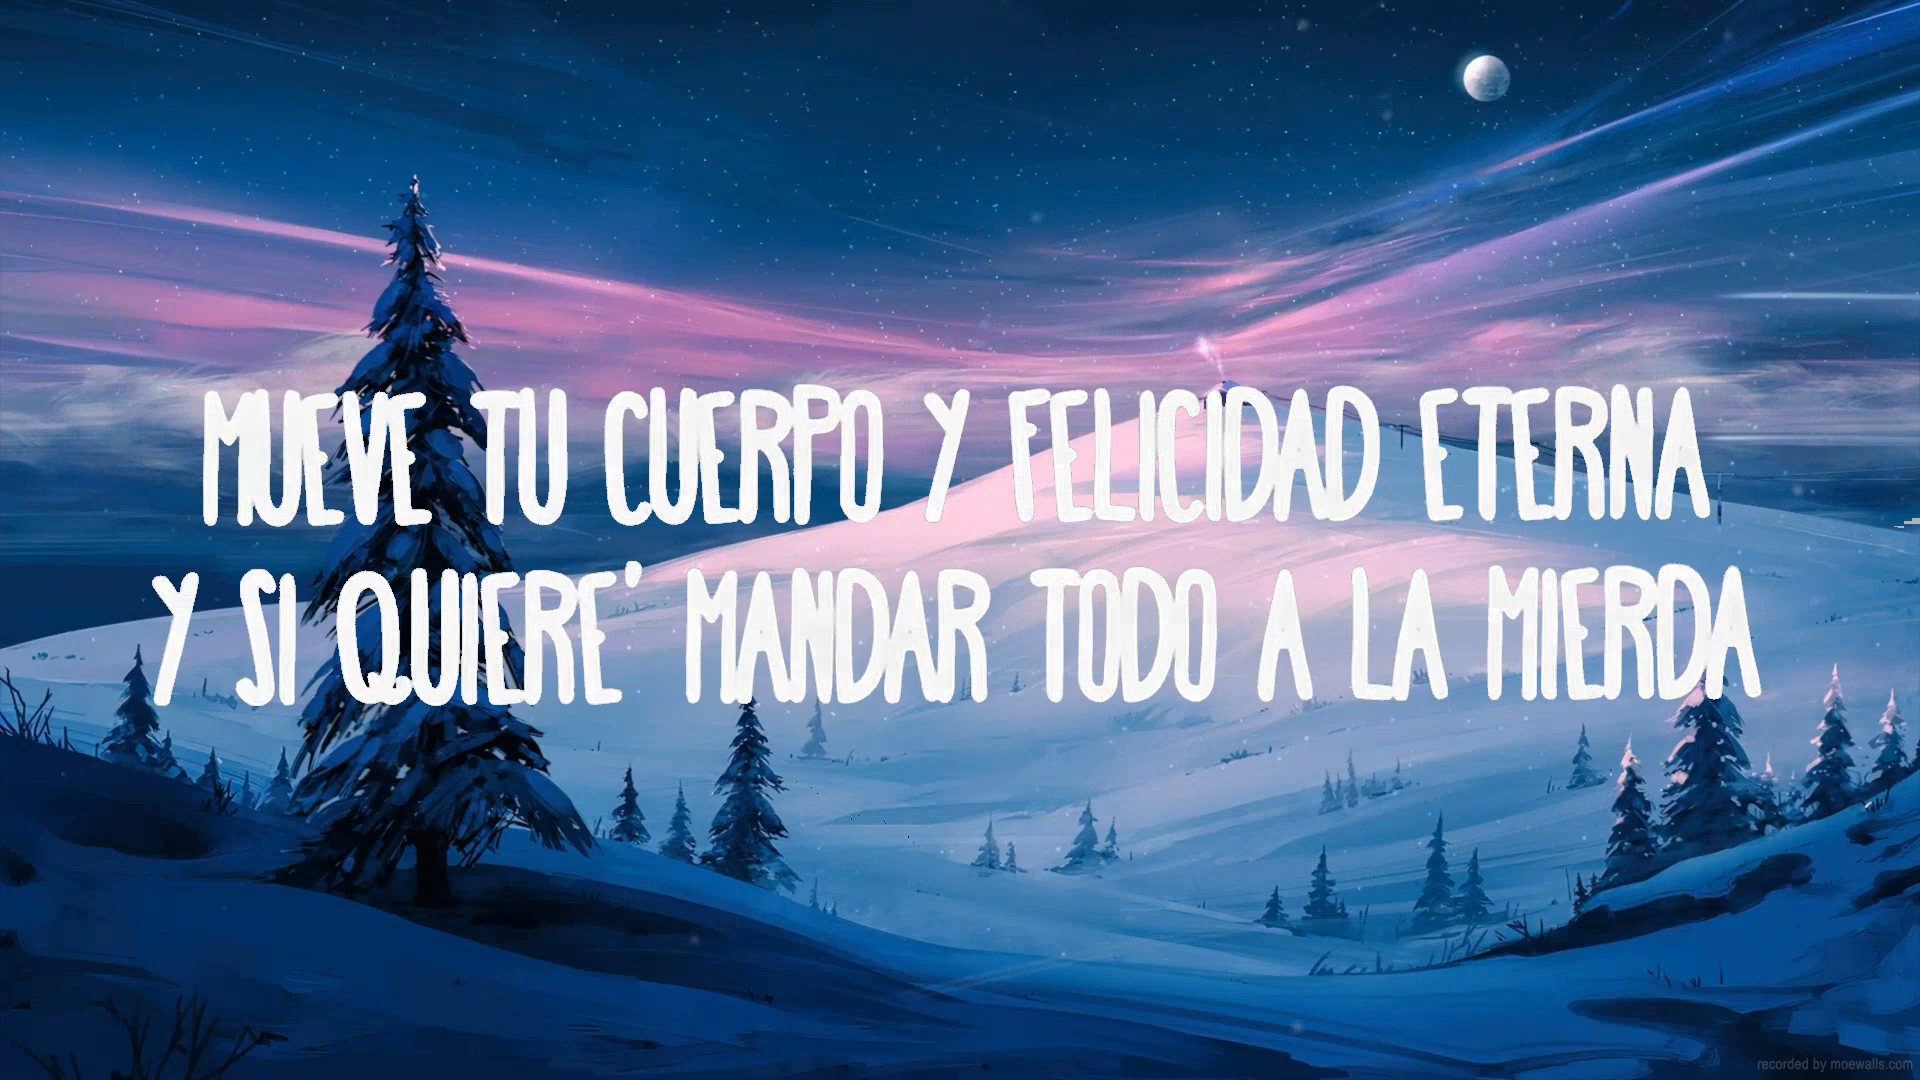 MUEVE TU CUERPO Y FELICIDAD ETERNA
Y SI QUIERE' MANDAR TODO A LA MIERDA
recorded by moewalls.com